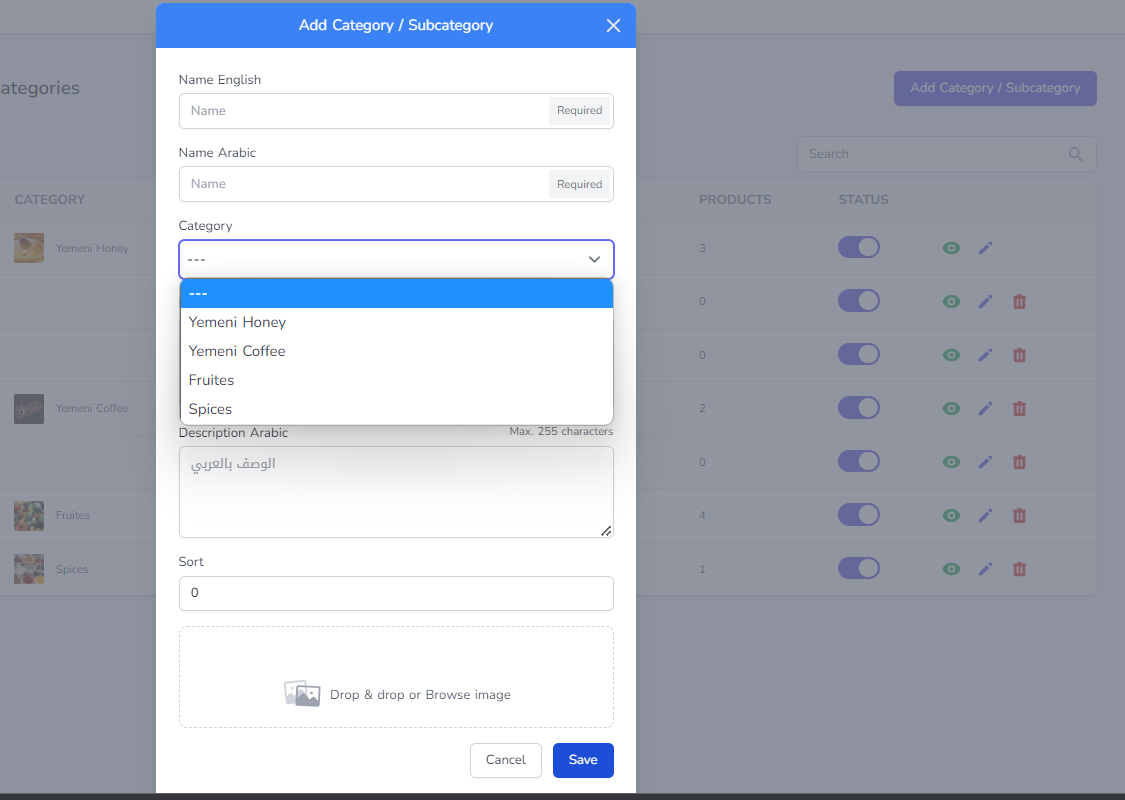 Add Category / Subcategory
ategories
Add Category / Subcategory
Name English
Name
Required
Search
Name Arabic
Name
Required
CATEGORY
PRODUCTS
STATUS
Category
---
Yemeni Honey
3
---
0
Yemeni Honey
Yemeni Coffee
0
Fruites
Spices
Yemeni Coffee
2
Description Arabic
Max. 255 characters
الوصف بالعربي
0
Fruites
4
Sort
0
Spices
1
Drop & drop or Browse image
Cancel
Save